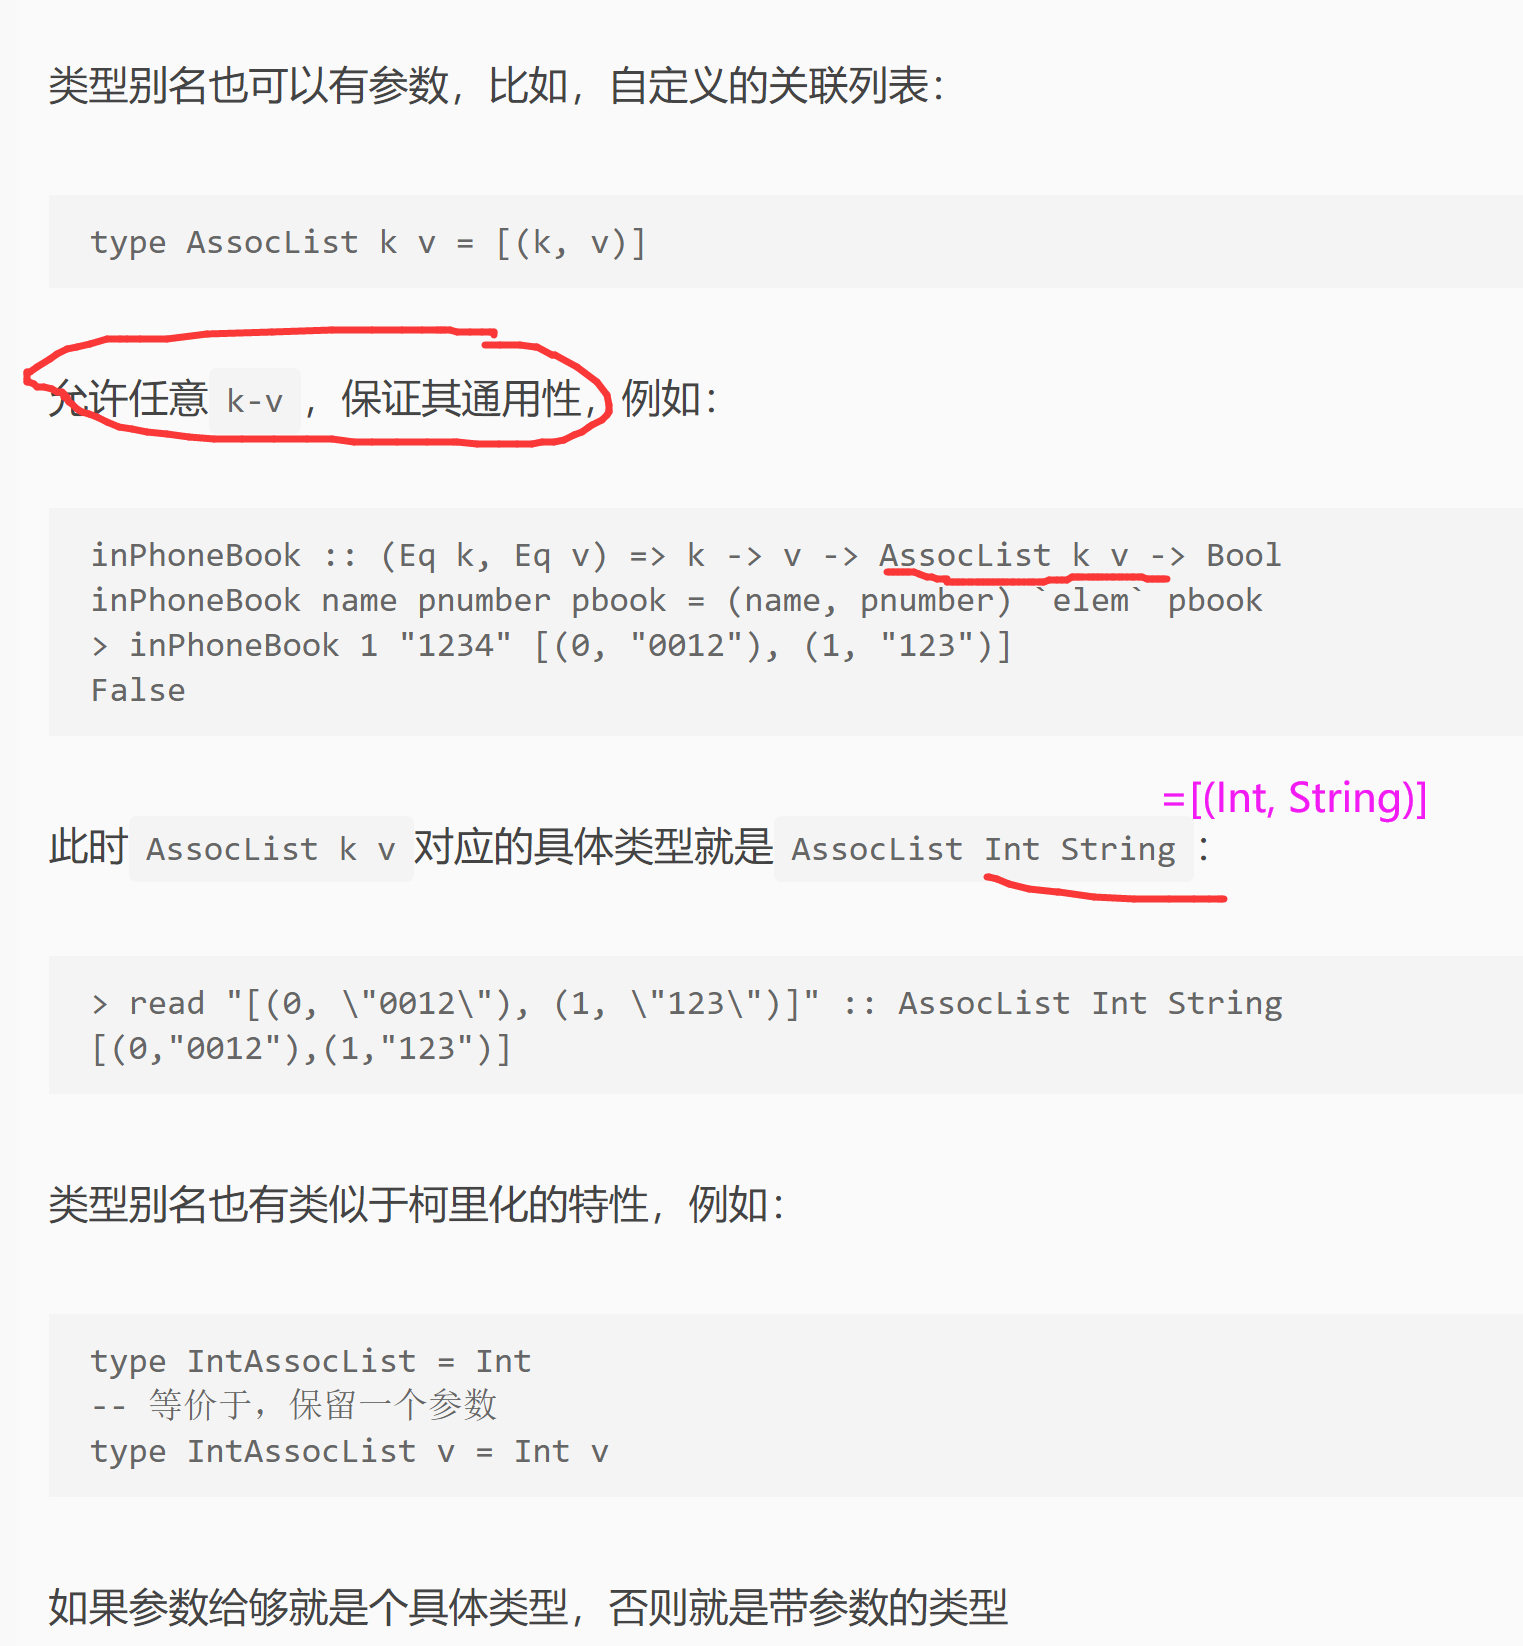 类型别名也可以有参数，比如，自定义的关联列表：
type AssocList k v = [(k, v)]
允许任意 k-v ，保证其通用性，例如：
inPhoneBook :: (Eq k, Eq v) => k -> v -> AssocList k v -> Bool
inPhoneBook name pnumber pbook = (name, pnumber) `elem` pbook
> inPhoneBook 1 "1234" [(0, "0012"), (1, "123")]
False
=[(Int, String)]
此时 AssocList k v 对应的具体类型就是 AssocList Int String ：
> read "[(0, \"0012\"), (1, \"123\")]" :: AssocList Int String
[(0,"0012"),(1,"123")]
类型别名也有类似于柯里化的特性，例如：
type IntAssocList = Int
-- 等价于，保留一个参数
type IntAssocList v = Int v
如果参数给够就是个具体类型，否则就是带参数的类型